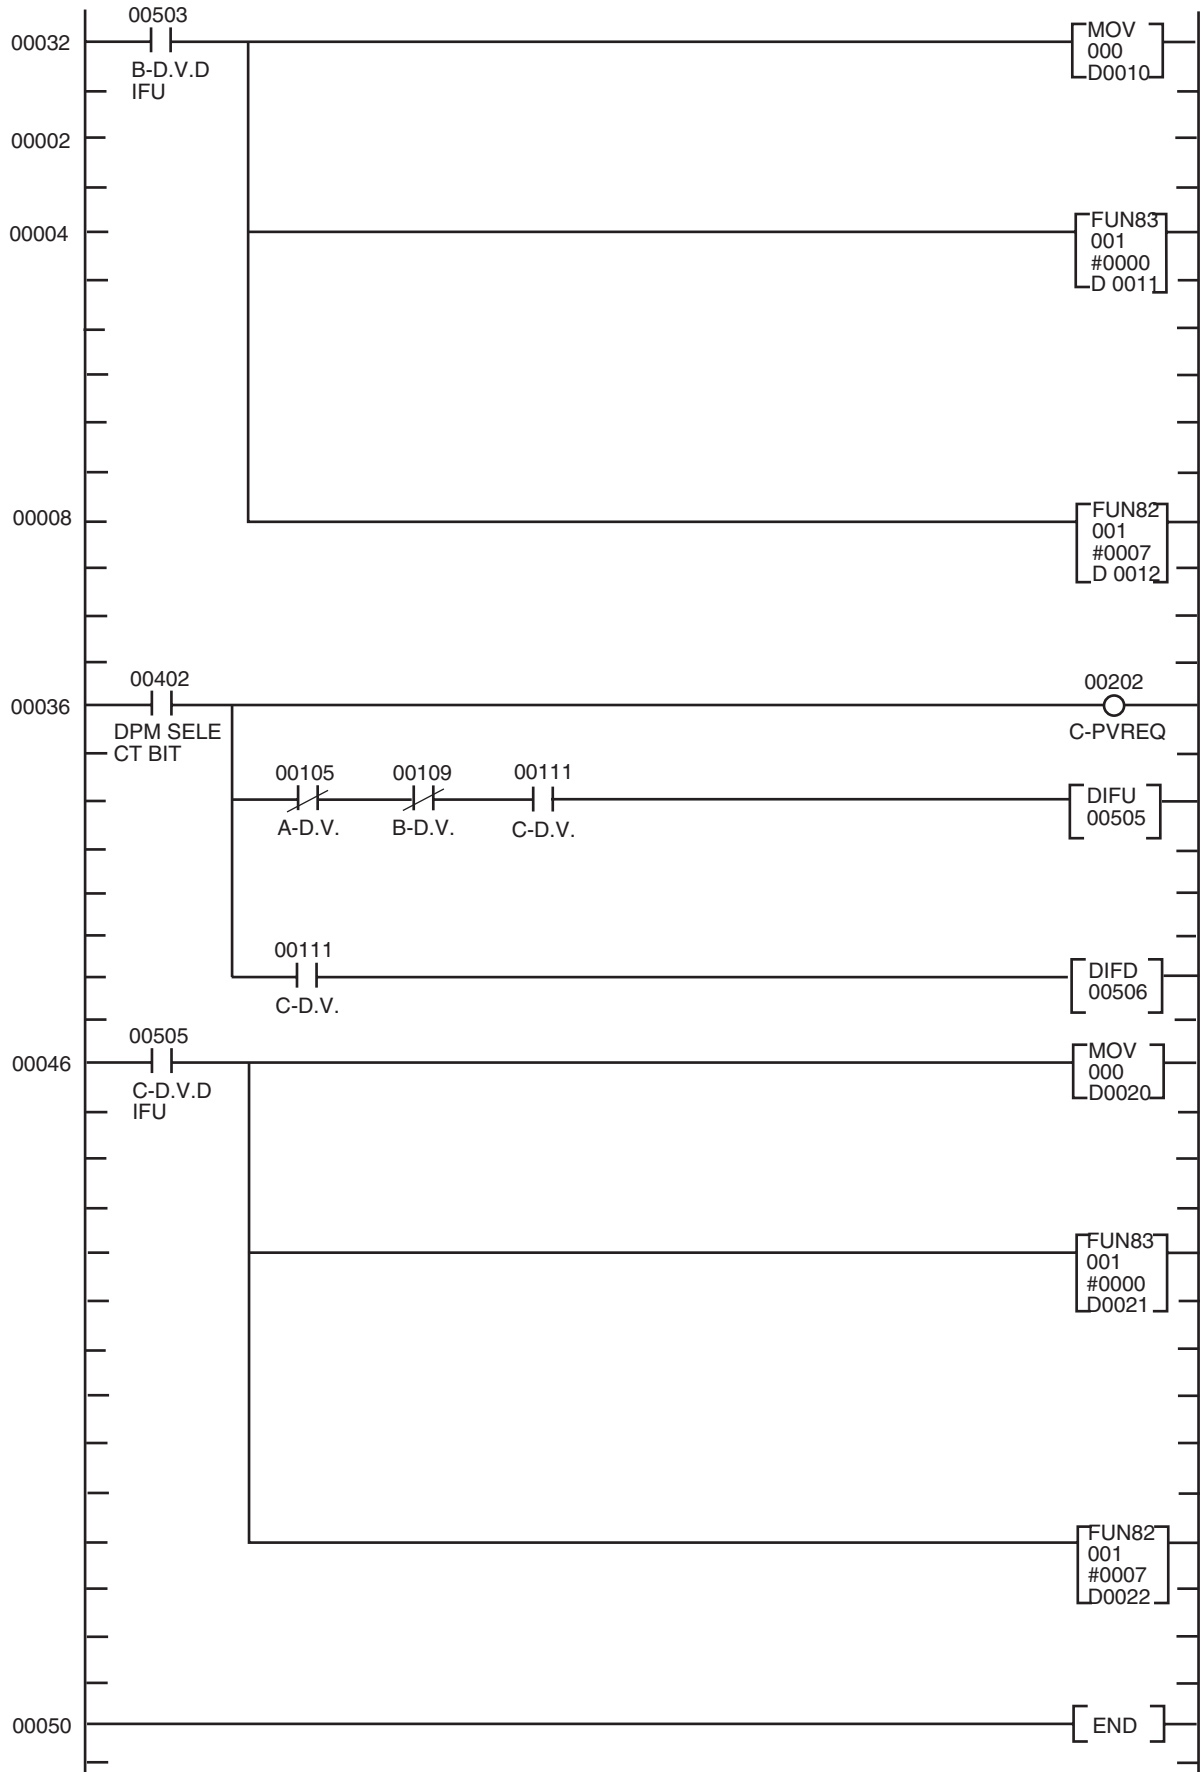 00503
00032
B-D.V.D
IFU
MOV
000
D0010
00002
00004
FUN83
001
#0000
D 0011
00008
FUN82
001
#0007
D 0012
00402
00036
DPM SELE
CT BIT
00202
C-PVREQ
00105
A-D.V.
00109
B-D.V.
00111
C-D.V.
DIFU
00505
00111
C-D.V.
DIFD
00506
00505
00046
C-D.V.D
IFU
MOV
000
D0020
FUN83
001
#0000
D0021
FUN82
001
#0007
D0022
00050
END